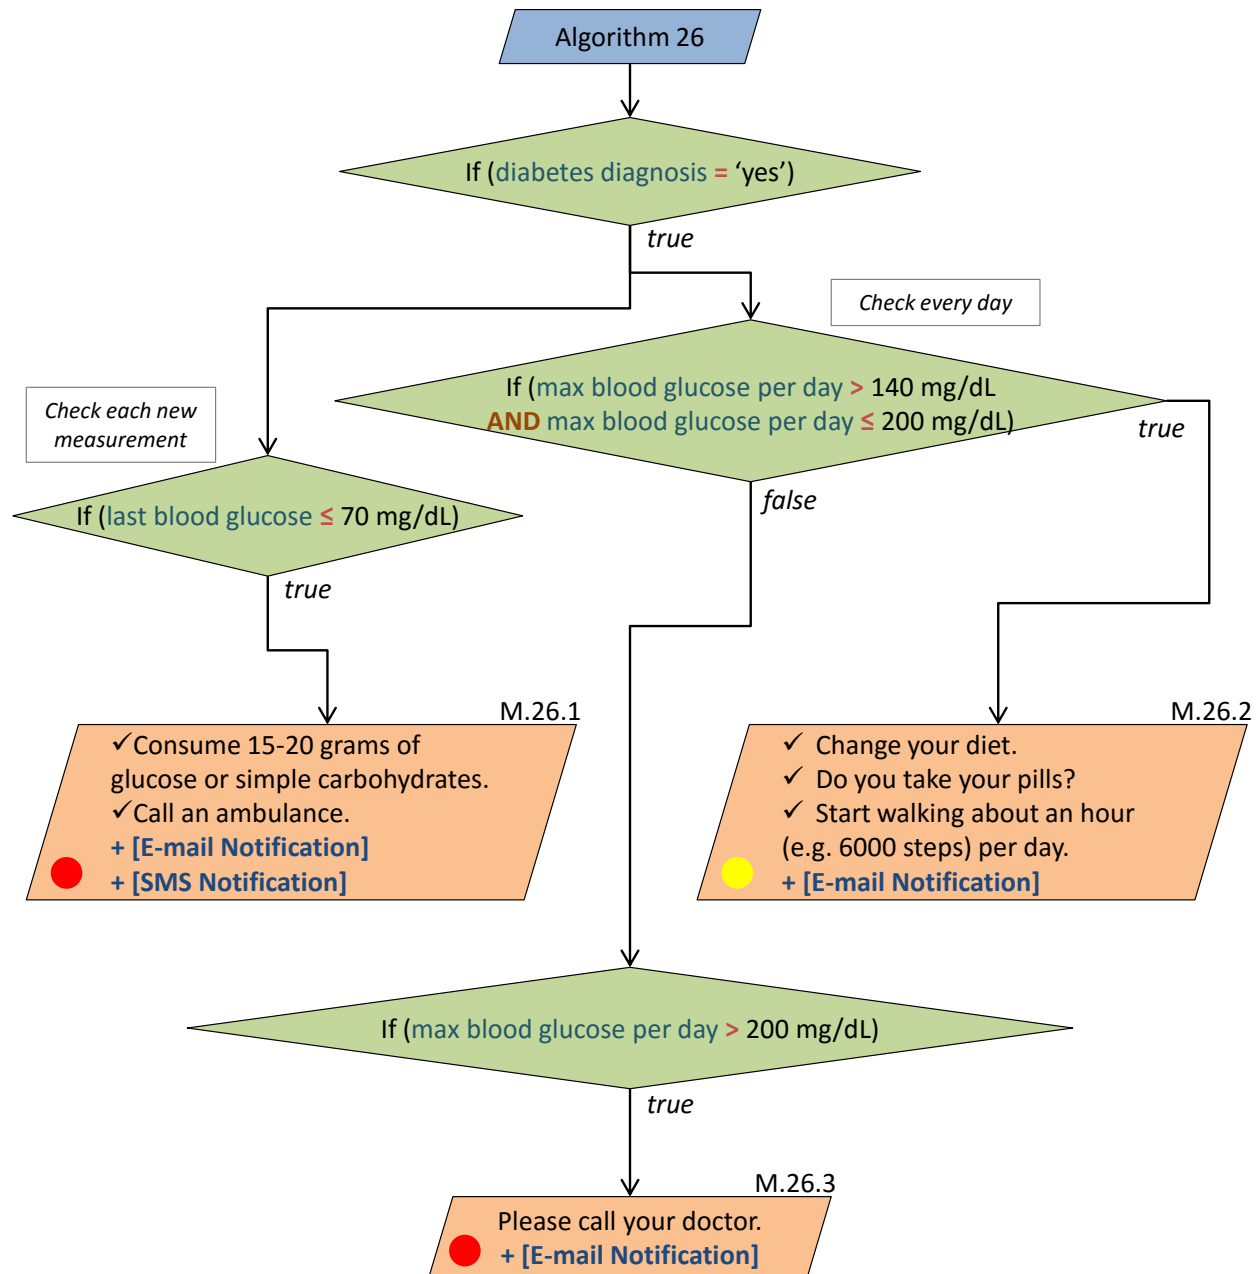 Algorithm 26
If (diabetes diagnosis = ‘yes’)
true
Check every day
If (max blood glucose per day > 140 mg/dL
AND max blood glucose per day ≤ 200 mg/dL)
true
false
Check each new
measurement
If (last blood glucose ≤ 70 mg/dL)
true
M.26.1
✓Consume 15-20 grams of
glucose or simple carbohydrates.
✓Call an ambulance.
+ [E-mail Notification]
+ [SMS Notification]
M.26.2
✓ Change your diet.
✓ Do you take your pills?
✓ Start walking about an hour
(e.g. 6000 steps) per day.
+ [E-mail Notification]
If (max blood glucose per day > 200 mg/dL)
true
M.26.3
Please call your doctor.
+ [E-mail Notification]